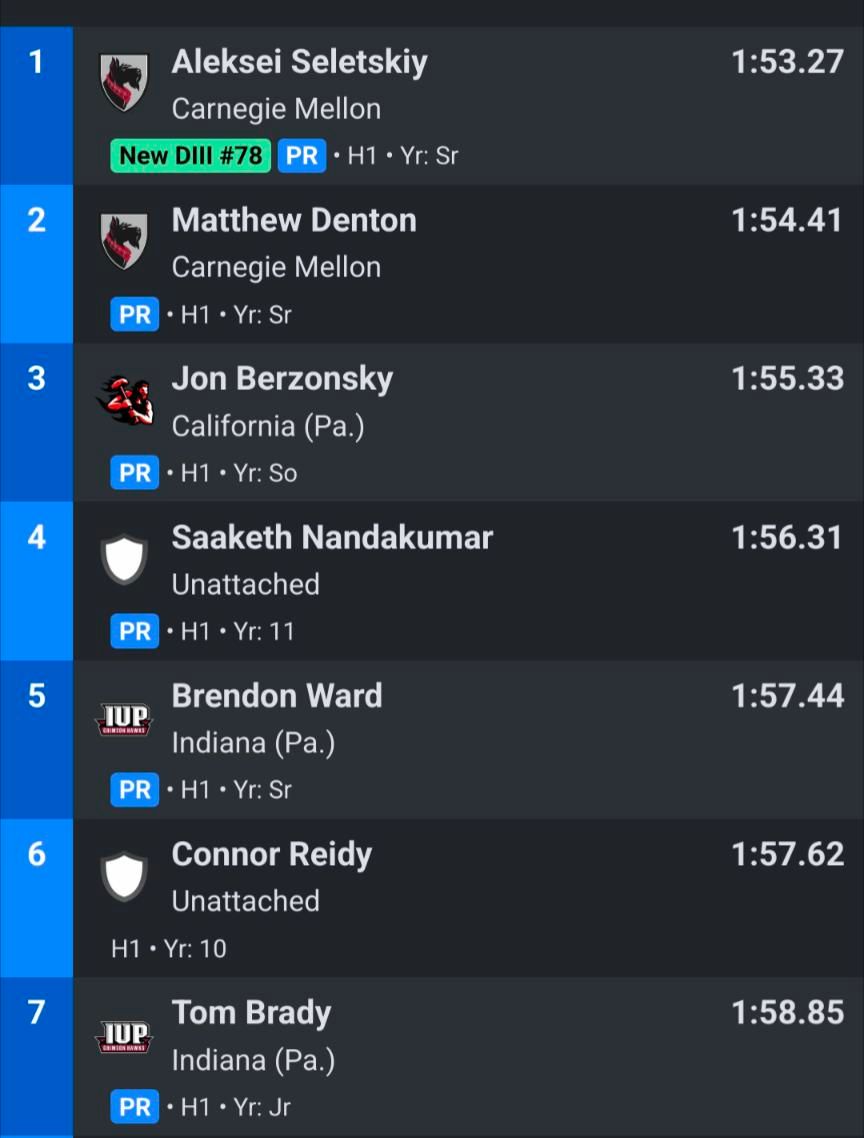 1
Aleksei Seletskiy
1:53.27
Carnegie Mellon
New DIII #78 PR • H1 • Yr: Sr
2
Matthew Denton
1:54.41
Carnegie Mellon
PR • H1 • Yr: Sr
3
Jon Berzonsky
1:55.33
California (Pa.)
PR • H1 • Yr: So
4
Saaketh Nandakumar
1:56.31
Unattached
PR • H1 • Yr: 11
5
Brendon Ward
1:57.44
IUP
CRIMSON HAWKS
Indiana (Pa.)
PR • H1 • Yr: Sr
6
Connor Reidy
1:57.62
Unattached
H1 • Yr: 10
7
Tom Brady
1:58.85
IUP
CRIMSON HAWKS
Indiana (Pa.)
PR • H1 • Yr: Jr